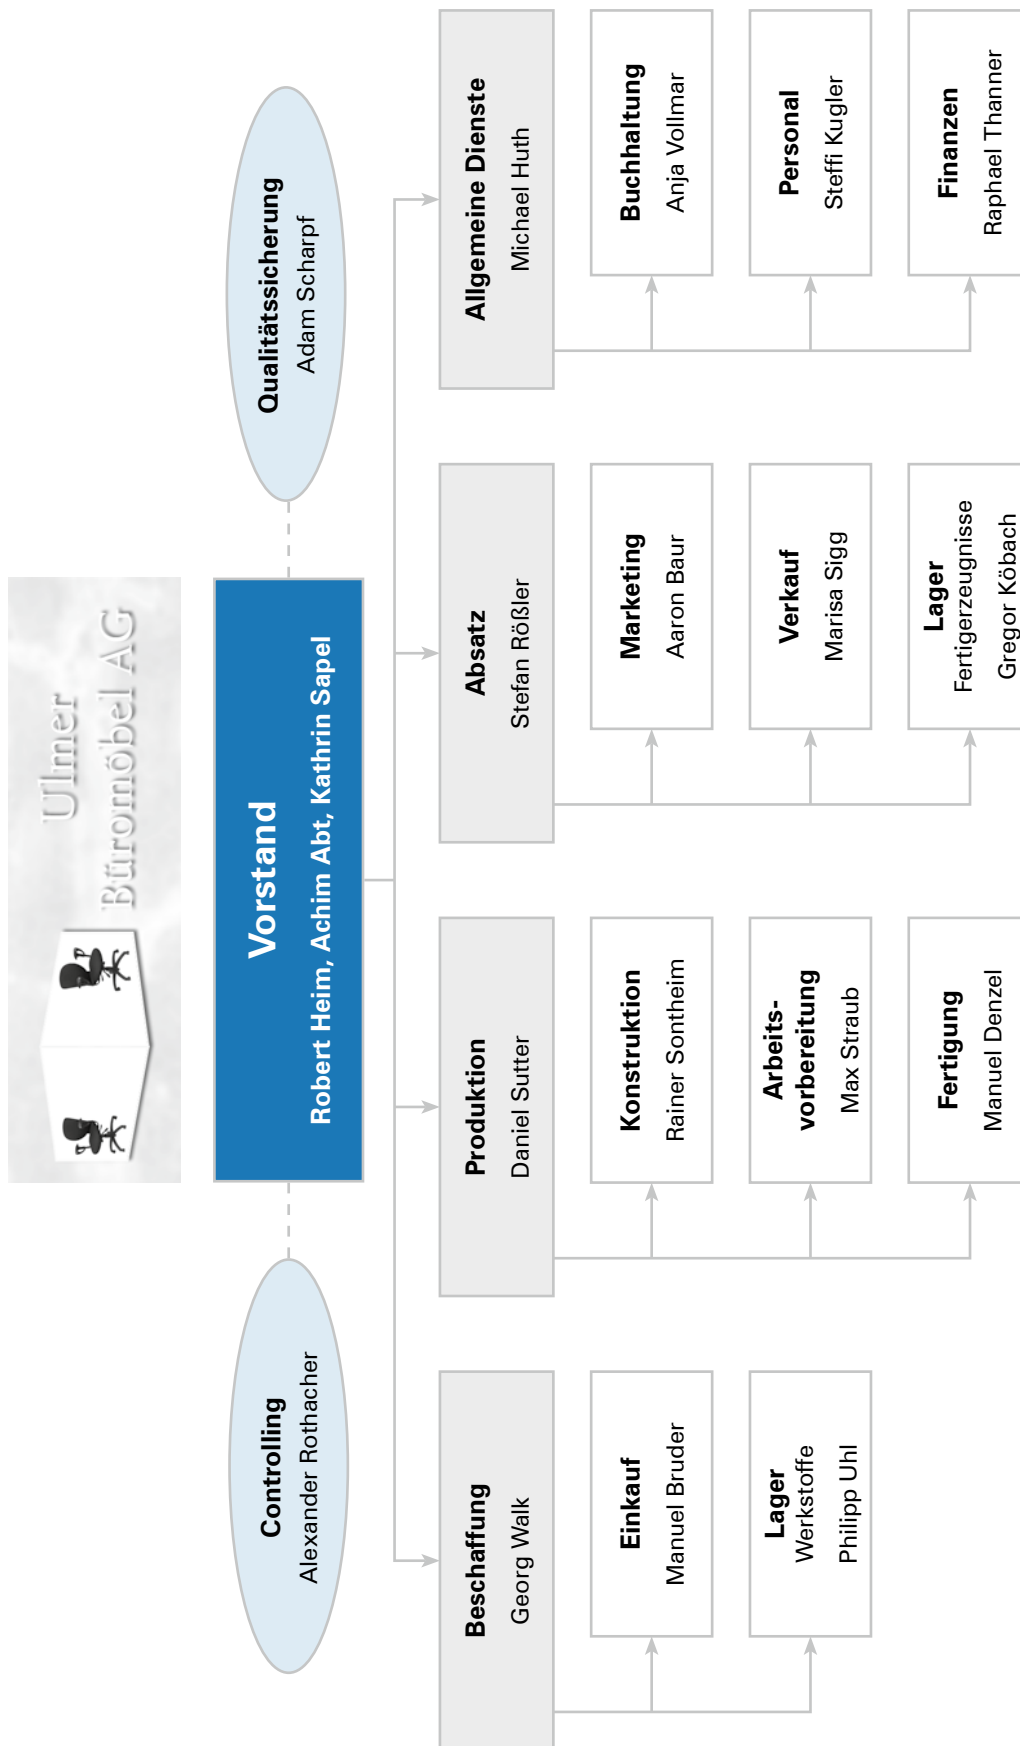 Ulmer
Büromöbel AG
Controlling
Alexander Rothacher
Vorstand
Robert Heim, Achim Abt, Kathrin Sapel
Qualitätssicherung
Adam Scharpf
Beschaffung
Georg Walk
Einkauf
Manuel Bruder
Lager
Werkstoffe
Philipp Uhl
Produktion
Daniel Sutter
Konstruktion
Rainer Sontheim
Arbeits-
vorbereitung
Max Straub
Fertigung
Manuel Denzel
Absatz
Stefan Rößler
Marketing
Aaron Baur
Verkauf
Marisa Sigg
Lager
Fertigerzeugnisse
Gregor Köbach
Allgemeine Dienste
Michael Huth
Buchhaltung
Anja Vollmar
Personal
Steffi Kugler
Finanzen
Raphael Thanner